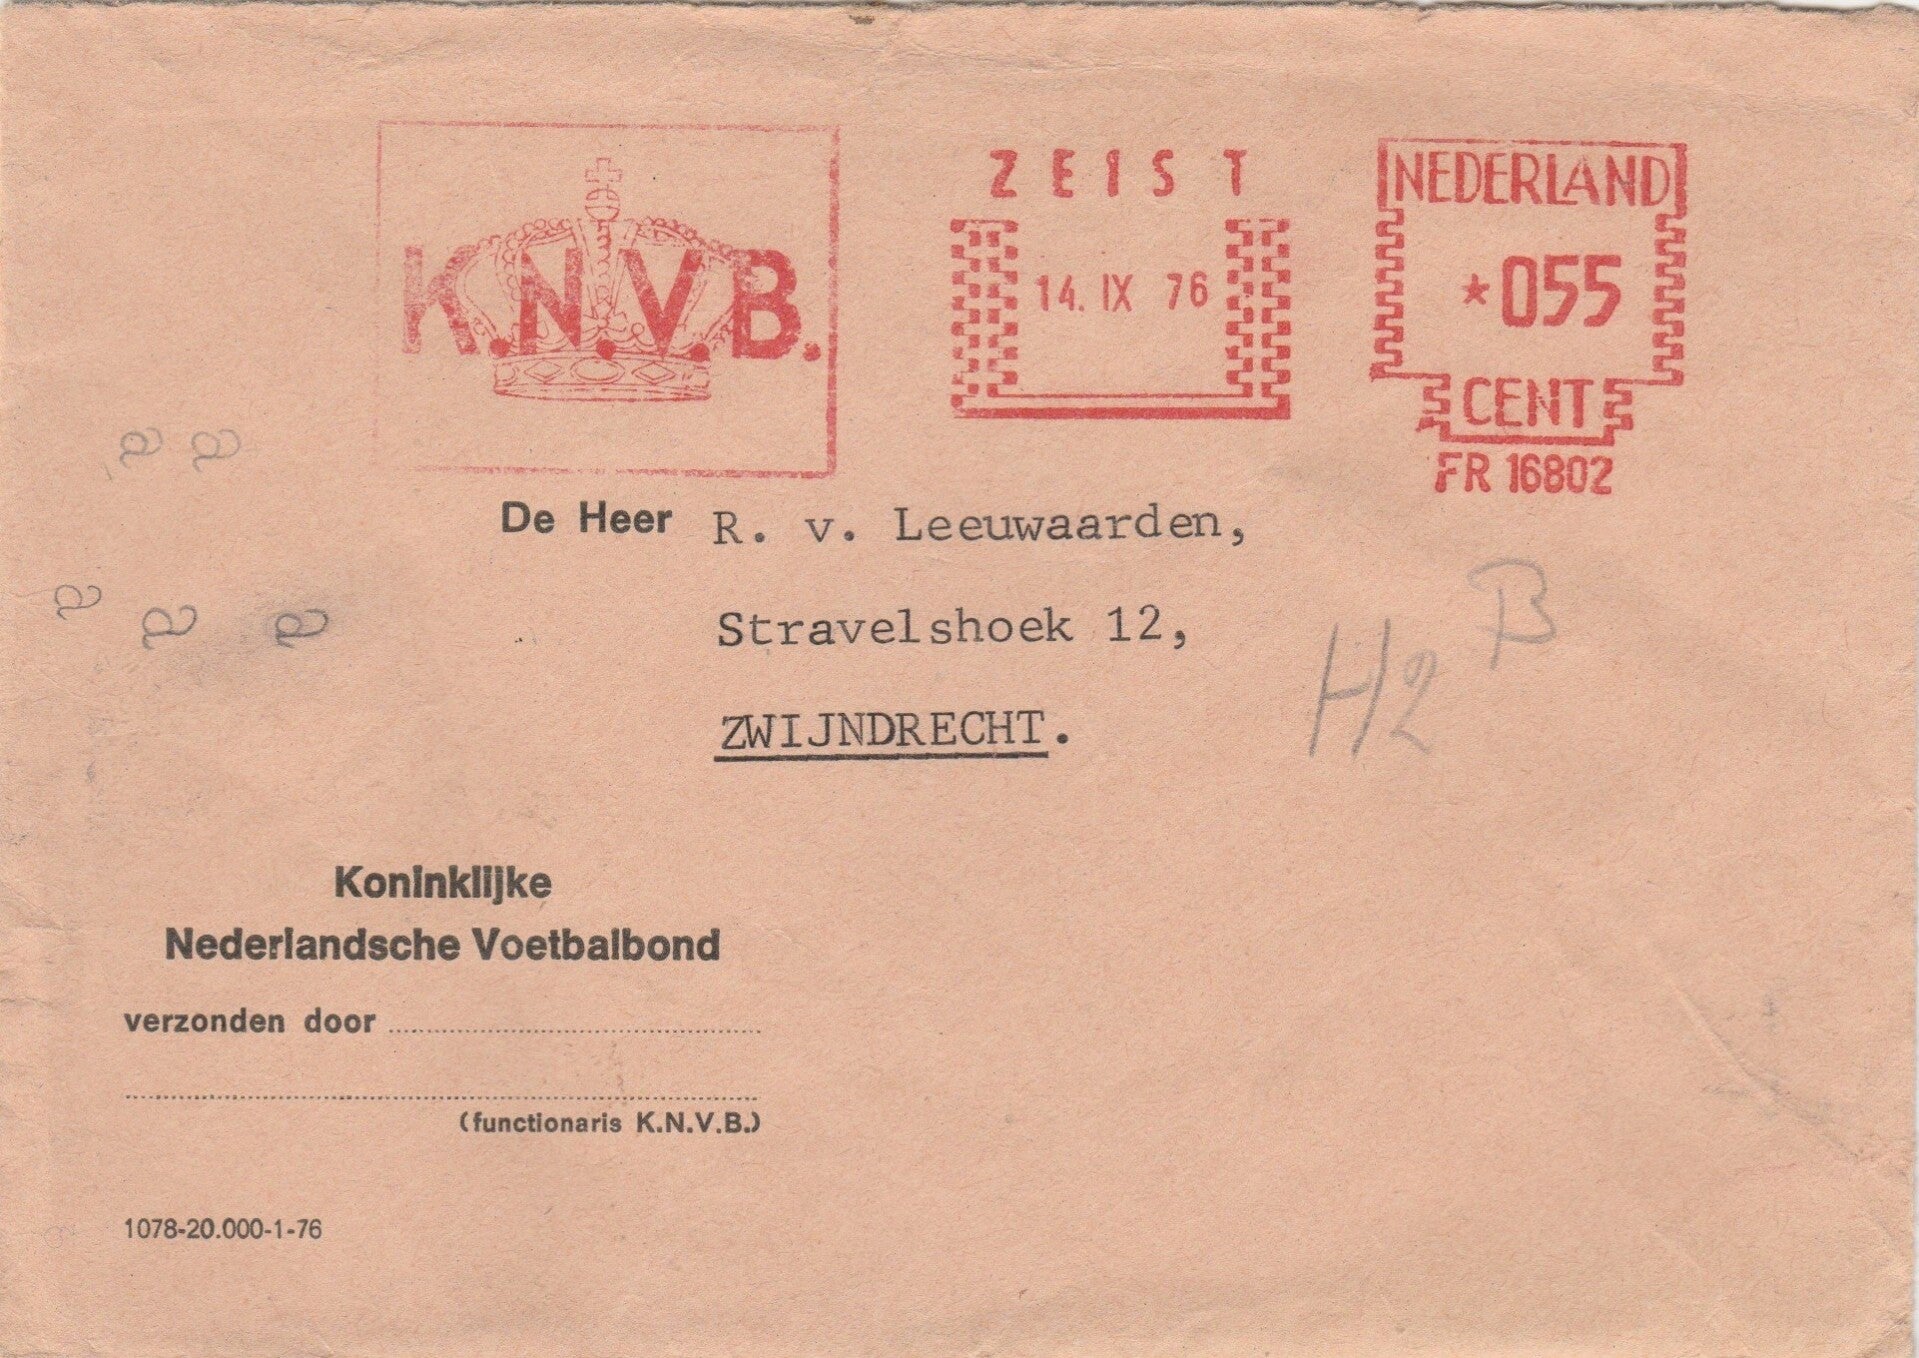 K.N.V.B.
ZEIST
14. IX 76
NEDERLAND
*055
CENT
FR 16802
De Heer R. v. Leeuwaarden,
Stravelshoek 12,
ZWIJNDRECHT.
a a
a a a
H2 B
Koninklijke
Nederlandsche Voetbalbond
verzonden door
(functionaris K.N.V.B.)
1078-20.000-1-76